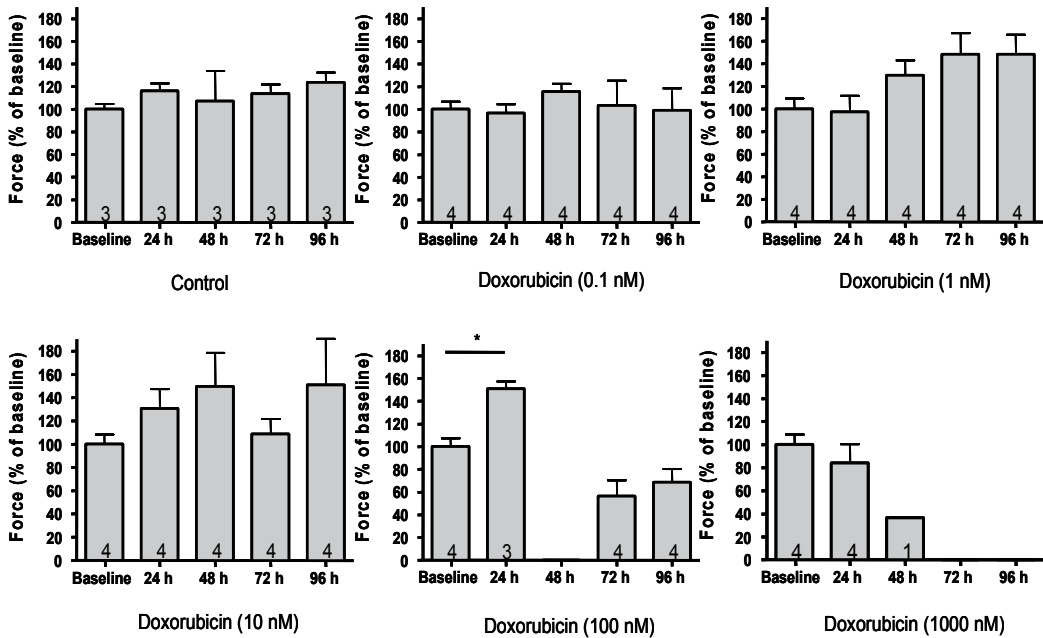 Force (% of baseline)
180
160
140
120
100
80
60
40
20
0
3 3 3 3 3
Baseline 24 h 48 h 72 h 96 h
Control
Force (% of baseline)
180
160
140
120
100
80
60
40
20
0
4 4 4 4 4
Baseline 24 h 48 h 72 h 96 h
Doxorubicin (0.1 nM)
Force (% of baseline)
180
160
140
120
100
80
60
40
20
0
4 4 4 4 4
Baseline 24 h 48 h 72 h 96 h
Doxorubicin (1 nM)
Force (% of baseline)
180
160
140
120
100
80
60
40
20
0
4 4 4 4 4
Baseline 24 h 48 h 72 h 96 h
Doxorubicin (10 nM)
Force (% of baseline)
*
180
160
140
120
100
80
60
40
20
0
4 3 4 4
Baseline 24 h 48 h 72 h 96 h
Doxorubicin (100 nM)
Force (% of baseline)
180
160
140
120
100
80
60
40
20
0
4 4 1
Baseline 24 h 48 h 72 h 96 h
Doxorubicin (1000 nM)